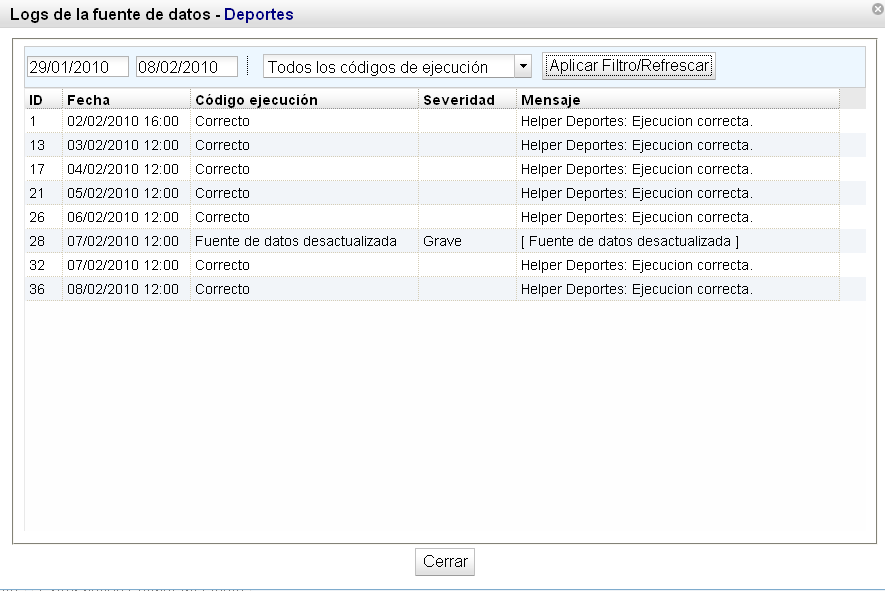 Logs de la fuente de datos - Deportes
29/01/2010 08/02/2010 Todos los códigos de ejecución Aplicar Filtro/Refrescar
ID Fecha Código ejecución Severidad Mensaje
1 02/02/2010 16:00 Correcto Helper Deportes: Ejecucion correcta.
13 03/02/2010 12:00 Correcto Helper Deportes: Ejecucion correcta.
17 04/02/2010 12:00 Correcto Helper Deportes: Ejecucion correcta.
21 05/02/2010 12:00 Correcto Helper Deportes: Ejecucion correcta.
26 06/02/2010 12:00 Correcto Helper Deportes: Ejecucion correcta.
28 07/02/2010 12:00 Fuente de datos desactualizada Grave [ Fuente de datos desactualizada ]
32 07/02/2010 12:00 Correcto Helper Deportes: Ejecucion correcta.
36 08/02/2010 12:00 Correcto Helper Deportes: Ejecucion correcta.
Cerrar